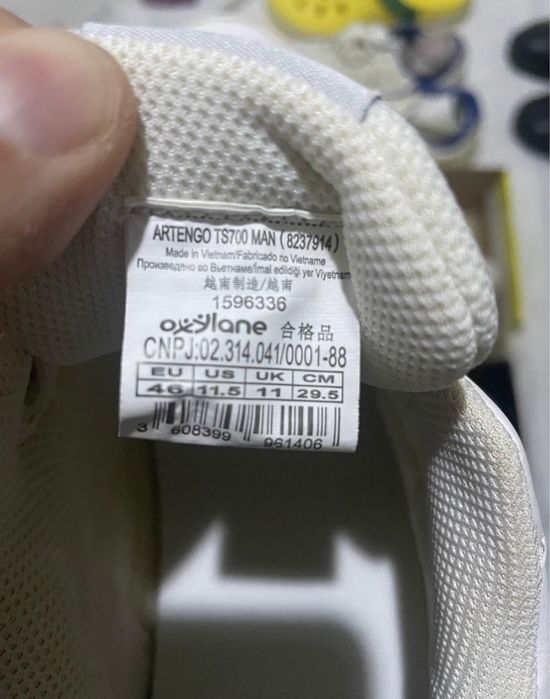 ARTENGO TS700 MAN (8237914)
Made in Vietnam/Fabricado no Vietname
Произведено во Вьетнаме/İmal edildiği yer Viyetnam
越南制造/越南
1596336
oxylane 合格品
CNPJ:02.314.041/0001-88
EU US UK CM
46 11.5 11 29.5
3 608399 961406